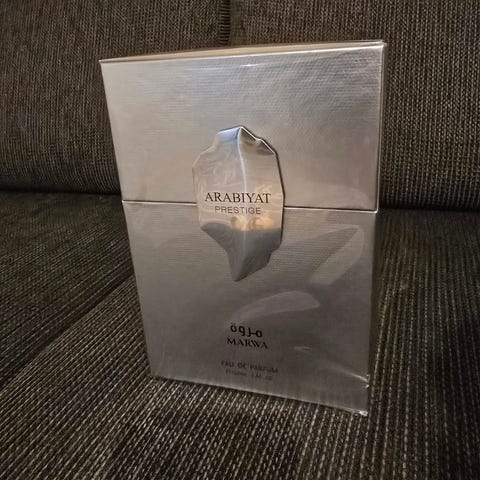 ARABIYAT
PRESTIGE
مروة
MARWA
EAU DE PARFUM